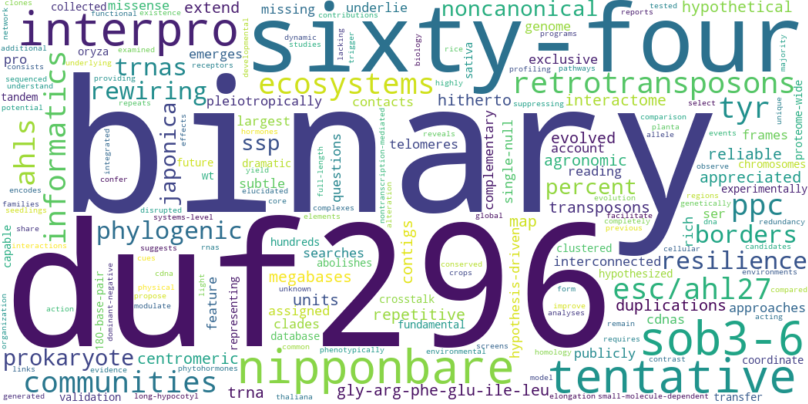 network
clones
collected
missense
functional
existence
extend
missing
underlie
noncanonical
hypothetical
interpro
sixty-four
additional
developmental
studies
contributions
dynamic
lacking
trigger
biology
reports
tested
rice
programs
majority
genome
pro
consists
oryza
underlying
emerges
receptors
exclusive
profiling
pathways
sativa
highly
trnas
retrotransposons
rewiring
ecosystems
sequenced
understand
tandem
clades
pleiotropically
contacts
interactome
suppressing
unique
proteome-wide
potential
examined
repeats
providing
japonica
hitherto
select
tyr
ahls
informatics
binary
largest
evolved
account
comparison
planta
allele
frames
ssp
telomeres
complementary
single-null
agronomic
reading
reliable
chromosomes
future
effects
hormones
yield
dramatic
wt
subtle
questions
full-length
nontranscription-mediated
alteration
percent
events
appreciated
observe
experimentally
integrated
confer
encodes
elucidated
core
complexes
reveals
transposons
ser
dna
ppc
families
systems-level
global
map
regions
genetically
completely
previous
evolution
facilitate
rich
redundancy
candidates
seedlings
disrupted
elements
duf296
phylogenic
contigs
borders
share
interactions
hundreds
searches
conserved
crops
interconnected
cellular
environments
capable
suggests
rnas
abolishes
unknown
hypothesis-driven
clustered
hypothesized
resilience
cues
cdna
physical
propose
light
feature
megabases
crosstalk
form
improve
analyses
esc/ahl27
180-base-pair
dominant-negative
modulate
representing
units
assigned
repetitive
duplications
approaches
acting
compared
organization
action
clades
database
fundamental
cdnas
remain
requires
contrast
publicly
coordinate
sob3-6
prokaryote
centromeric
common
phenotypically
environmental
screens
homology
links
evidence
phytohormones
trna
nipponbare
model
tentative
communities
gly-arg-phe-glu-ile-leu
generated
validation
long-hypocotyl
thaliana
elongation
small-molecule-dependent
transfer